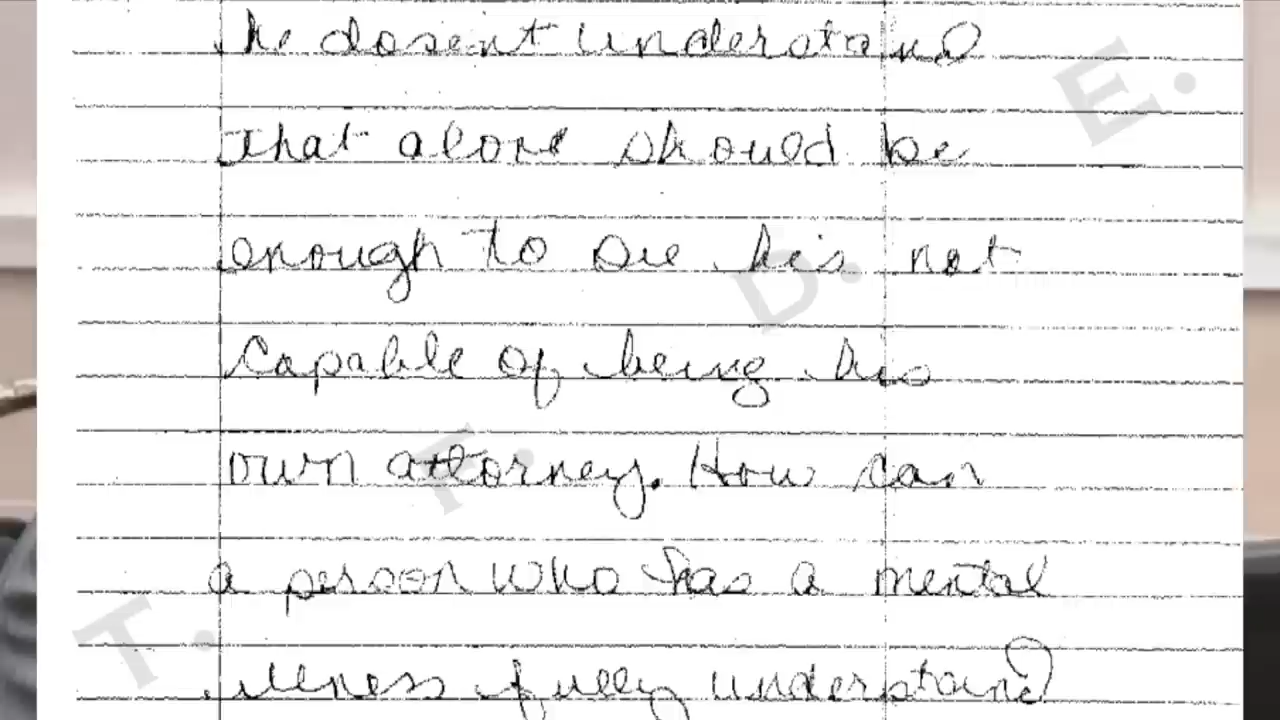 he dosent understand
that alone should be
enough to see his not
capable of being his
own attorney. How can
a person who has a mental
illness fully understand
T. F. D. E.